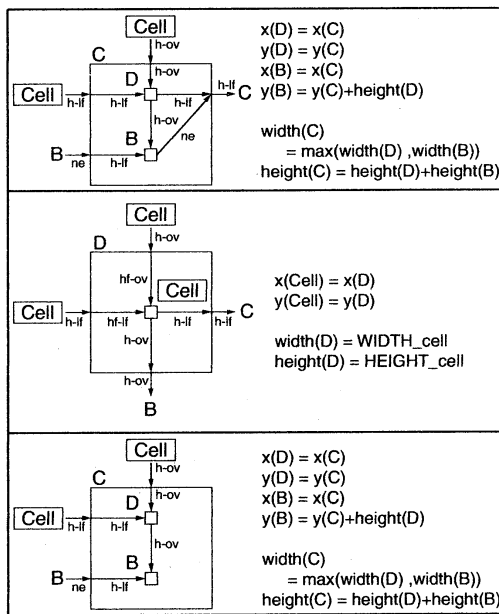 Cell
C
h-ov
h-ov
D
Cell
h-lf
h-lf
h-lf
h-lf
C
h-ov
B
ne
B
ne
h-lf
x(D) = x(C)
y(D) = y(C)
x(B) = x(C)
y(B) = y(C)+height(D)
width(C)
= max(width(D) ,width(B))
height(C) = height(D)+height(B)
Cell
h-ov
D
hf-ov
Cell
Cell
h-lf
hf-lf
h-lf
h-lf
C
h-ov
h-ov
B
x(Cell) = x(D)
y(Cell) = y(D)
width(D) = WIDTH_cell
height(D) = HEIGHT_cell
Cell
h-ov
C
D
Cell
h-lf
h-lf
h-ov
B
B
ne
h-lf
x(D) = x(C)
y(D) = y(C)
x(B) = x(C)
y(B) = y(C)+height(D)
width(C)
= max(width(D) ,width(B))
height(C) = height(D)+height(B)